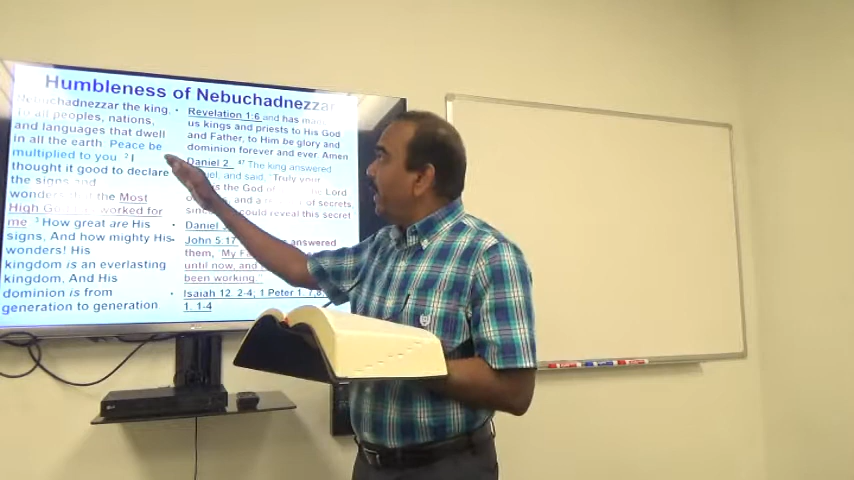 Humbleness of Nebuchadnezzar
Nebuchadnezzar the king,
To all peoples, nations,
and languages that dwell
in all the earth Peace be
multiplied to you. 2 I
thought it good to declare
the signs and
wonders that the Most
High God has worked for
me 3 How great are His
signs, And how mighty His
wonders! His
kingdom is an everlasting
kingdom, And His
dominion is from
generation to generation
• Revelation 1:6 and has
us kings and priests to His God
and Father, to Him be glory and
dominion forever and ever. Amen
Daniel 2 47 The king answered
and said, "Truly your
is the God of the Lord
and a of secrets,
could reveal this secret
• Daniel
John 5:17 answered
them, My
until now, and
been working."
• Isaiah 12. 2-4; 1 Peter 1. 7,8
1. 1-4